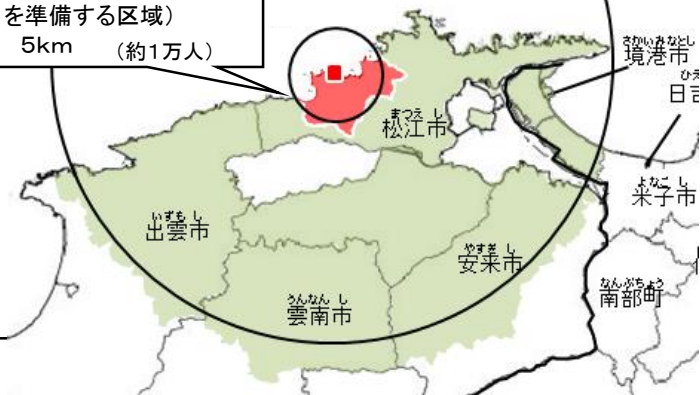 を準備する区域）
5km （約1万人）
さかいみなとし
境港市
ひえ
日吉
まつえ し
松江市
よなご し
米子市
いずも し
出雲市
やすぎ し
安来市
なんぶちょう
南部町
うんなん し
雲南市